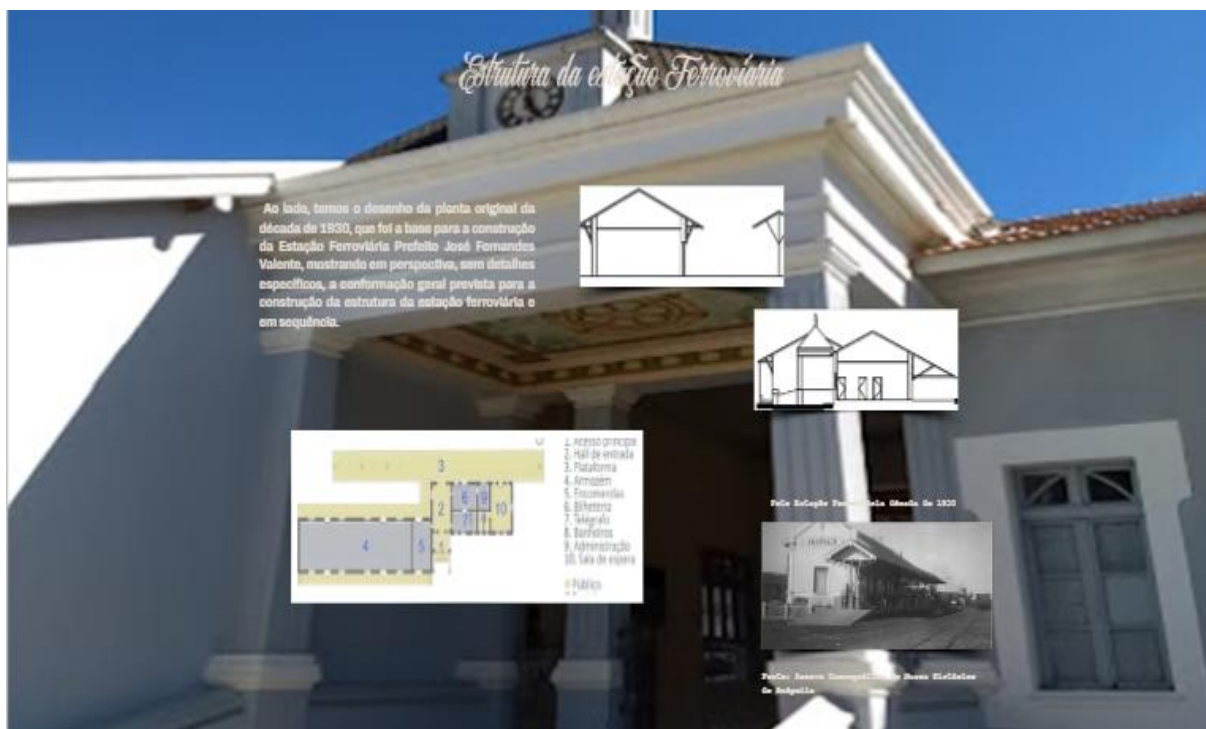 Estrutura da estação Ferroviária
Ao lado, temos o desenho da planta original da
década de 1930, que foi a base para a construção
da Estação Ferroviária Prefeito José Fernandes
Valente, mostrando em perspectiva, sem detalhes
específicos, a conformação geral prevista para a
construção da estrutura da estação ferroviária e
em sequência.
3
2
6
9
10
7
4
5
1
1. Acesso principal
2. Hall de entrada
3. Plataforma
4. Armazém
5. Encomendas
6. Bilheteria
7. Telégrafo
8. Banheiros
9. Administração
10. Sala de espera
Público
Foto Estação